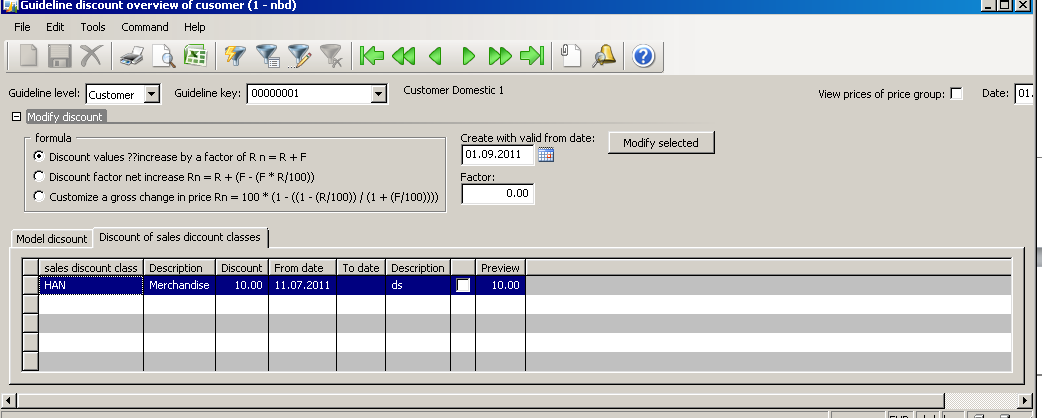 Guideline discount overview of cusomer (1 - nbd)
File Edit Tools Command Help
Guideline level: Customer Guideline key: 00000001 Customer Domestic 1 View prices of price group: Date: 01.
Modify discount
formula
Create with valid from date:
Discount values ??increase by a factor of R n = R + F
01.09.2011
Modify selected
Discount factor net increase Rn = R + (F - (F * R/100))
Factor:
Customize a gross change in price Rn = 100 * (1 - ((1 - (R/100)) / (1 + (F/100))))
0.00
Model dicsount Discount of sales diccount classes
sales discount class Description Discount From date To date Description Preview
HAN Merchandise 10.00 11.07.2011 ds 10.00